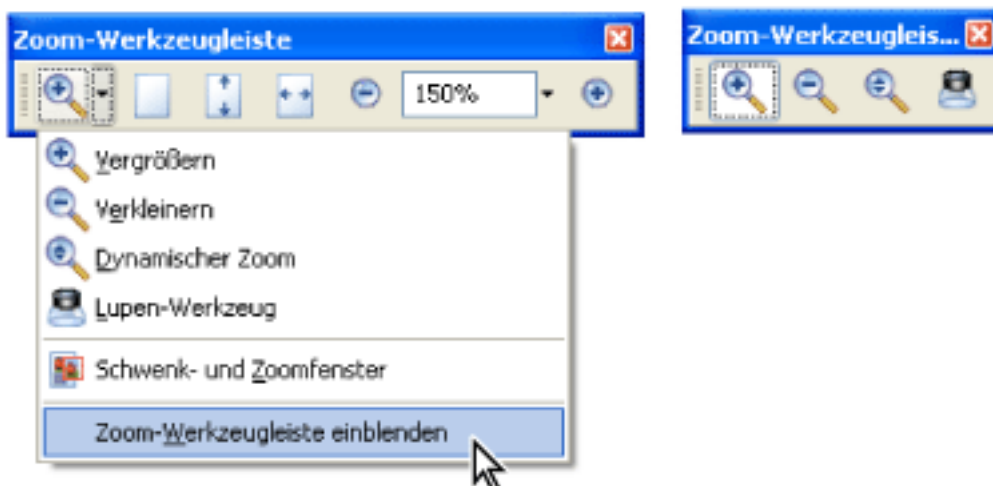 Zoom-Werkzeugleiste
Zoom-Werkzeugleis...
150%
Vergrößern
Verkleinern
Dynamischer Zoom
Lupen-Werkzeug
Schwenk- und Zoomfenster
Zoom-Werkzeugleiste einblenden